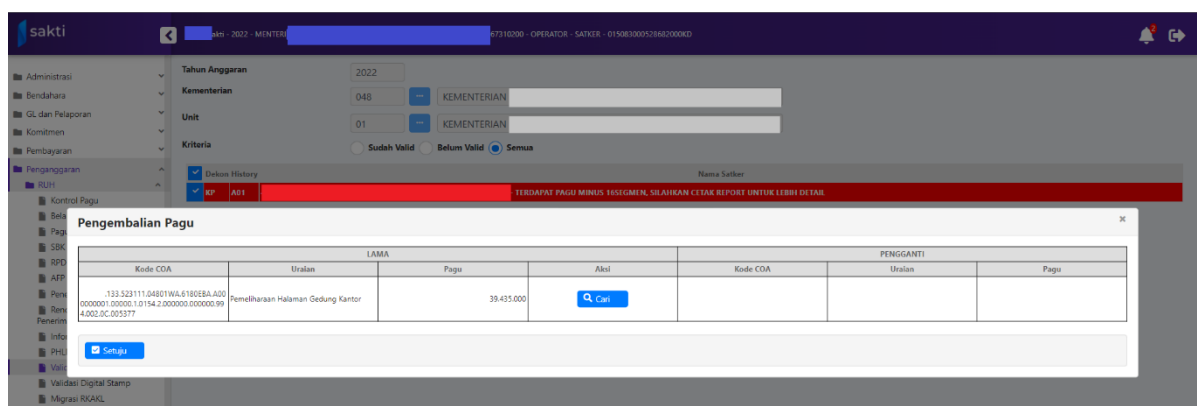 sakti
akti - 2022 - MENTERI 67310200 - OPERATOR - SATKER - 015083000528682000KD
2
Administrasi
Bendahara
GL dan Pelaporan
Komitmen
Pembayaran
Penganggaran
RUH
Kontrol Pagu
Bela
Pagu
SBK
RPD
AFP
Pene
Ren
Penerim
Info
PHL
Valid
Validasi Digital Stamp
Migrasi RKAKL
Tahun Anggaran 2022
Kementerian 048 ... KEMENTERIAN
Unit 01 ... KEMENTERIAN
Kriteria Sudah Valid Belum Valid Semua
Dekon History Nama Satker
KP A01 - TERDAPAT PAGU MINUS 16SEGMEN, SILAHKAN CETAK REPORT UNTUK LEBIH DETAIL
Pengembalian Pagu ×
LAMA PENGGANTI
Kode COA Uraian Pagu Aksi Kode COA Uraian Pagu
.133.523111.04801WA.6180EBA.A00
0000001.00000.1.0154.2.000000.000000.99
4.002.0C.005377
Pemeliharaan Halaman Gedung Kantor 39.435.000 Cari
Setuju